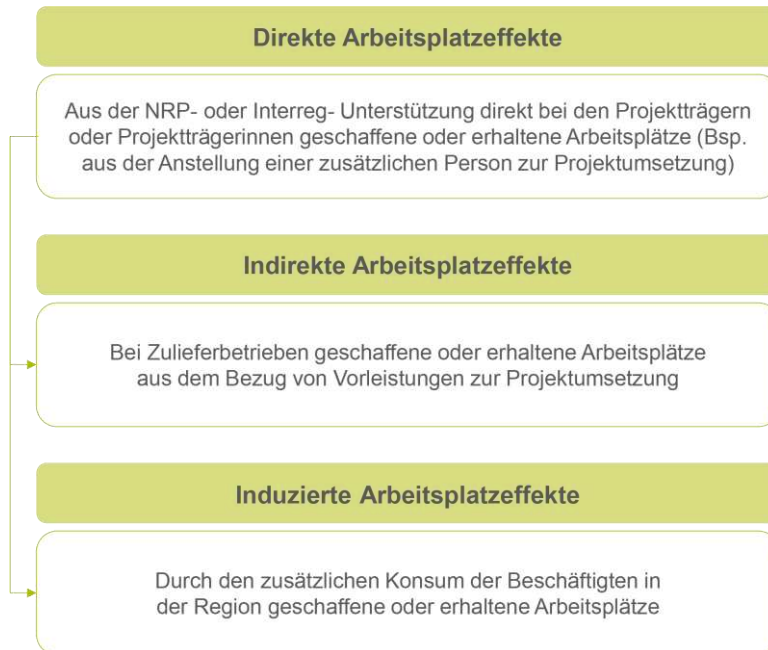 Direkte Arbeitsplatzeffekte
Aus der NRP- oder Interreg- Unterstützung direkt bei den Projektträgern
oder Projektträgerinnen geschaffene oder erhaltene Arbeitsplätze (Bsp.
aus der Anstellung einer zusätzlichen Person zur Projektumsetzung)
Indirekte Arbeitsplatzeffekte
Bei Zulieferbetrieben geschaffene oder erhaltene Arbeitsplätze
aus dem Bezug von Vorleistungen zur Projektumsetzung
Induzierte Arbeitsplatzeffekte
Durch den zusätzlichen Konsum der Beschäftigten in
der Region geschaffene oder erhaltene Arbeitsplätze